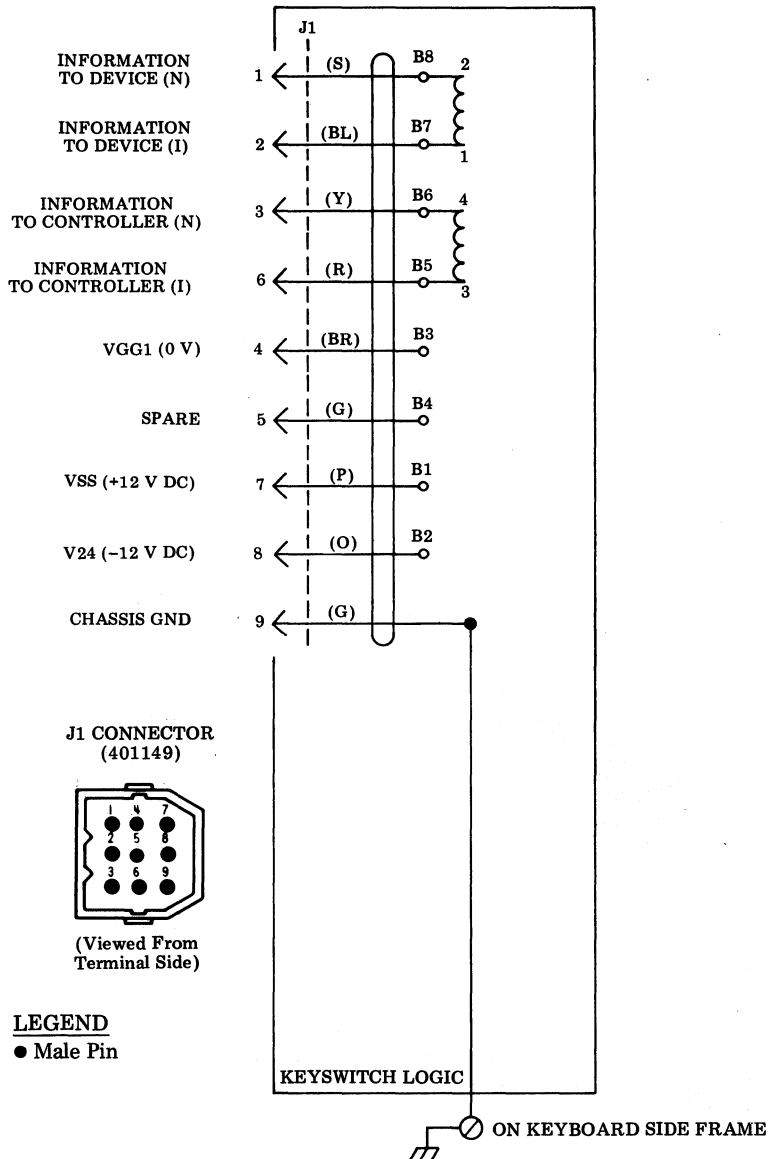 J1
INFORMATION
TO DEVICE (N)
1
(S)
B8
2
INFORMATION
TO DEVICE (I)
2
(BL)
B7
1
INFORMATION
TO CONTROLLER (N)
3
(Y)
B6
4
INFORMATION
TO CONTROLLER (I)
6
(R)
B5
3
VGG1 (0 V)
4
(BR)
B3
SPARE
5
(G)
B4
VSS (+12 V DC)
7
(P)
B1
V24 (-12 V DC)
8
(O)
B2
CHASSIS GND
9
(G)
J1 CONNECTOR
(401149)
1 4 7
2 5 8
3 6 9
(Viewed From
Terminal Side)
LEGEND
● Male Pin
KEYSWITCH LOGIC
ON KEYBOARD SIDE FRAME